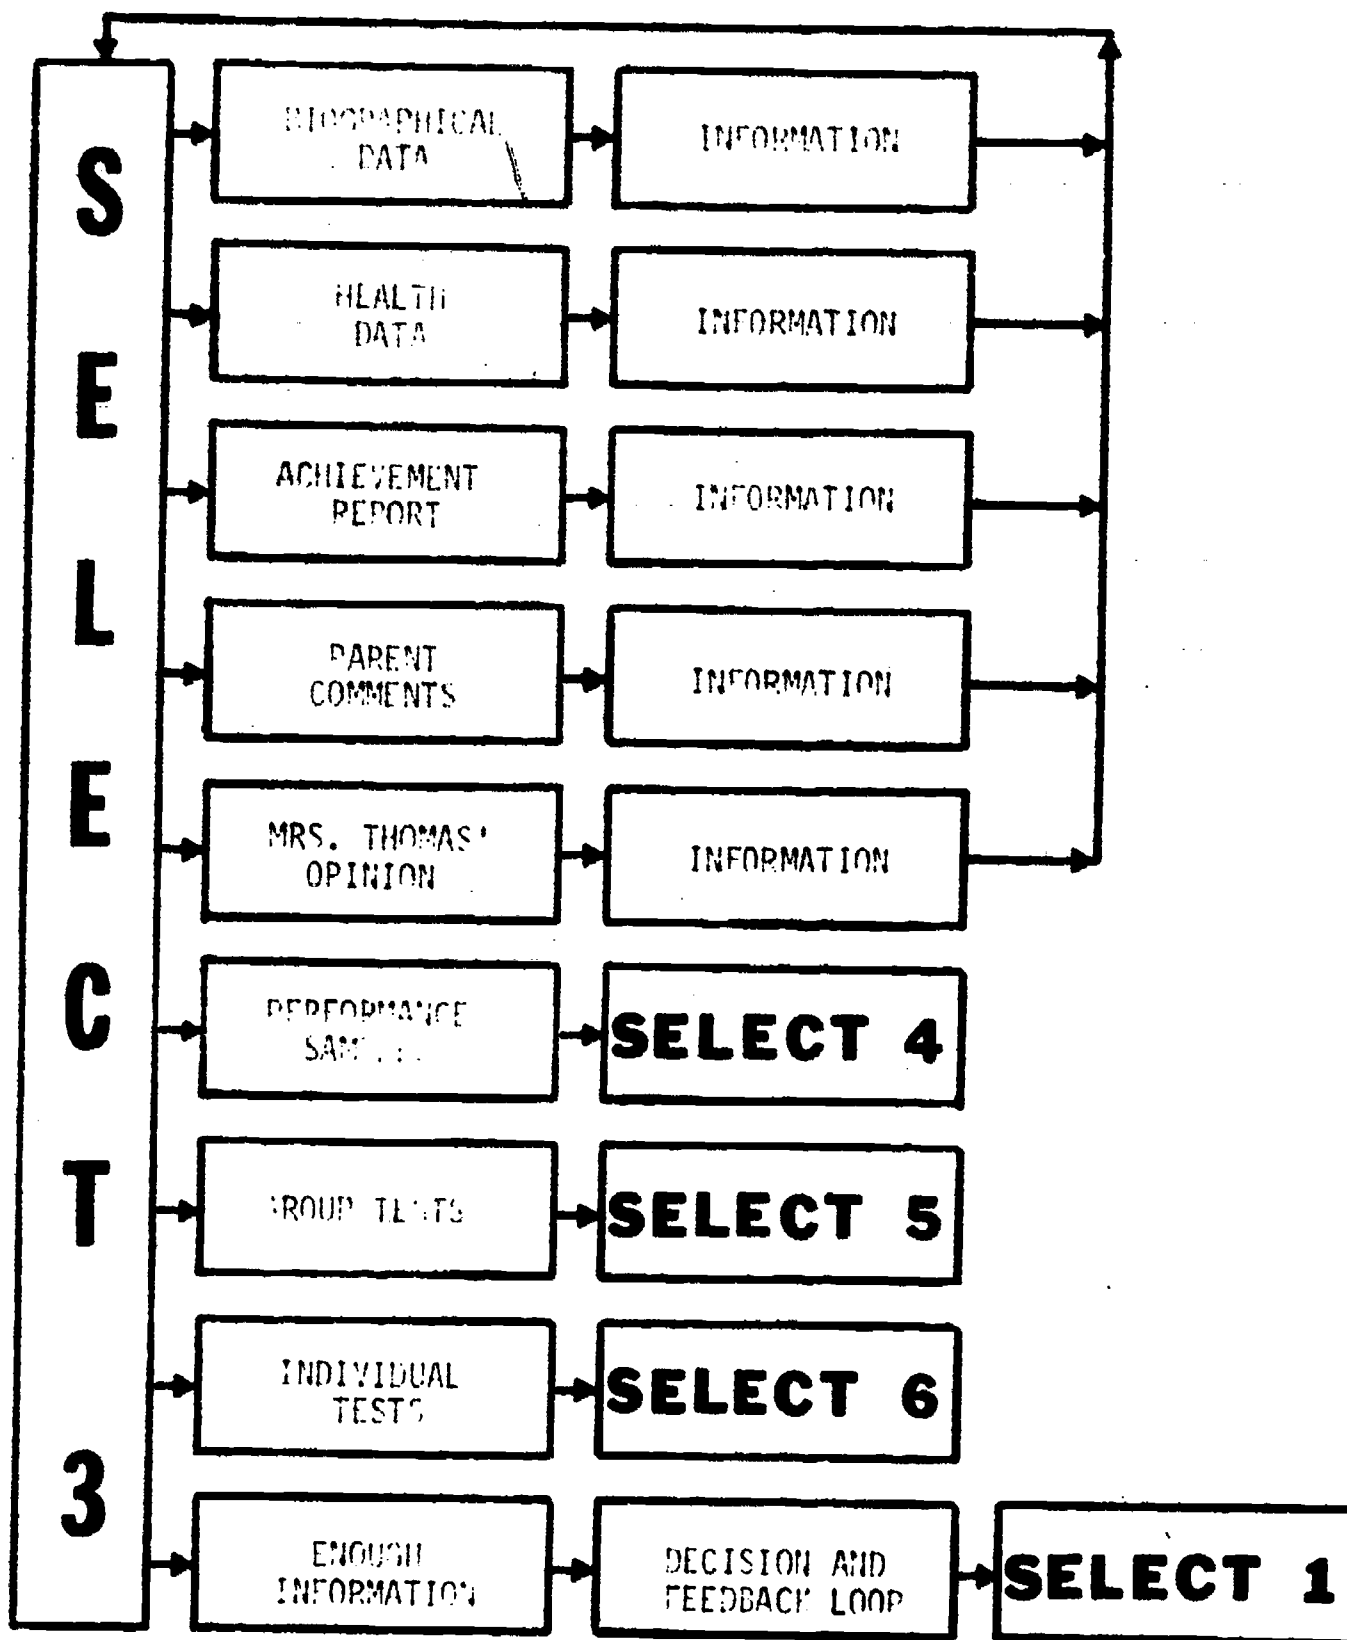 SELECT 3
BIOGRAPHICAL
DATA
INFORMATION
HEALTH
DATA
INFORMATION
ACHIEVEMENT
REPORT
INFORMATION
PARENT
COMMENTS
INFORMATION
MRS. THOMAS'
OPINION
INFORMATION
PERFORMANCE
SELECT 4
GROUP TESTS
SELECT 5
INDIVIDUAL
TESTS
SELECT 6
ENOUGH
INFORMATION
DECISION AND
FEEDBACK LOOP
SELECT 1